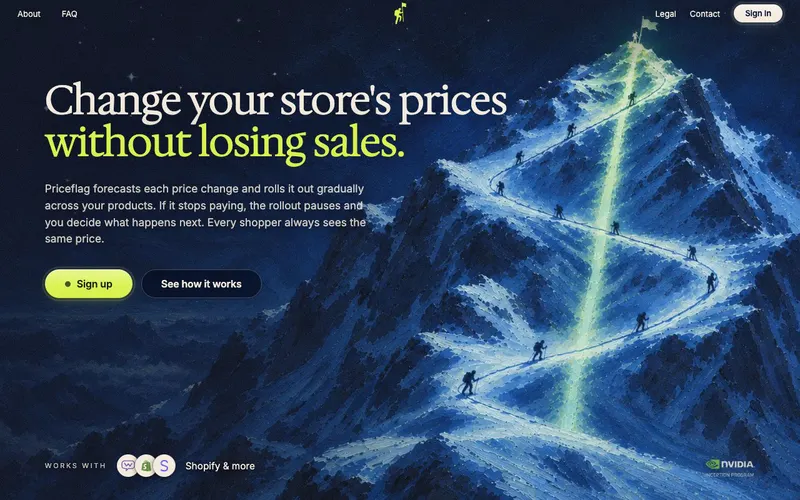 About
FAQ
Legal
Contact
Sign In
Change your store's prices
without losing sales.
Priceflag forecasts each price change and rolls it out gradually
across your products. If it stops paying, the rollout pauses and
you decide what happens next. Every shopper always sees the
same price.
Sign up
See how it works
WORKS WITH
S
Shopify & more
NVIDIA
INCEPTION PROGRAM